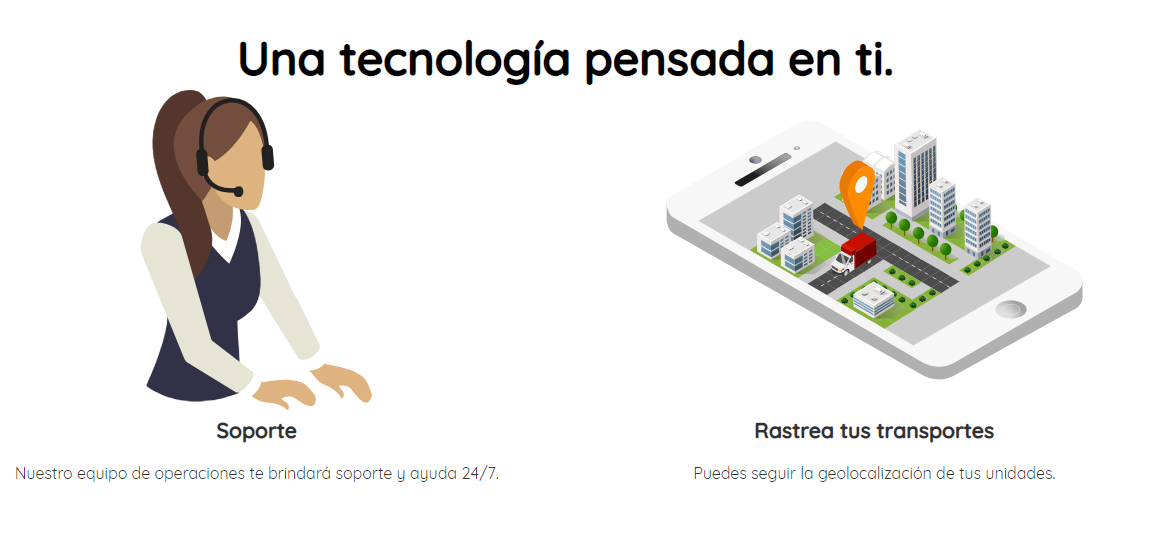 Una tecnología pensada en ti.
Soporte
Nuestro equipo de operaciones te brindará soporte y ayuda 24/7.
Rastrea tus transportes
Puedes seguir la geolocalización de tus unidades.